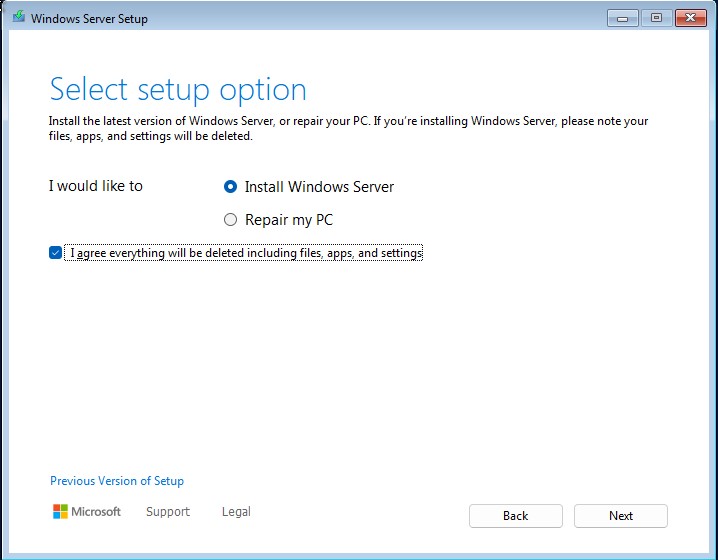 Windows Server Setup
Select setup option
Install the latest version of Windows Server, or repair your PC. If you're installing Windows Server, please note your
files, apps, and settings will be deleted.
I would like to
Install Windows Server
Repair my PC
I agree everything will be deleted including files, apps, and settings
Previous Version of Setup
Microsoft Support Legal
Back Next